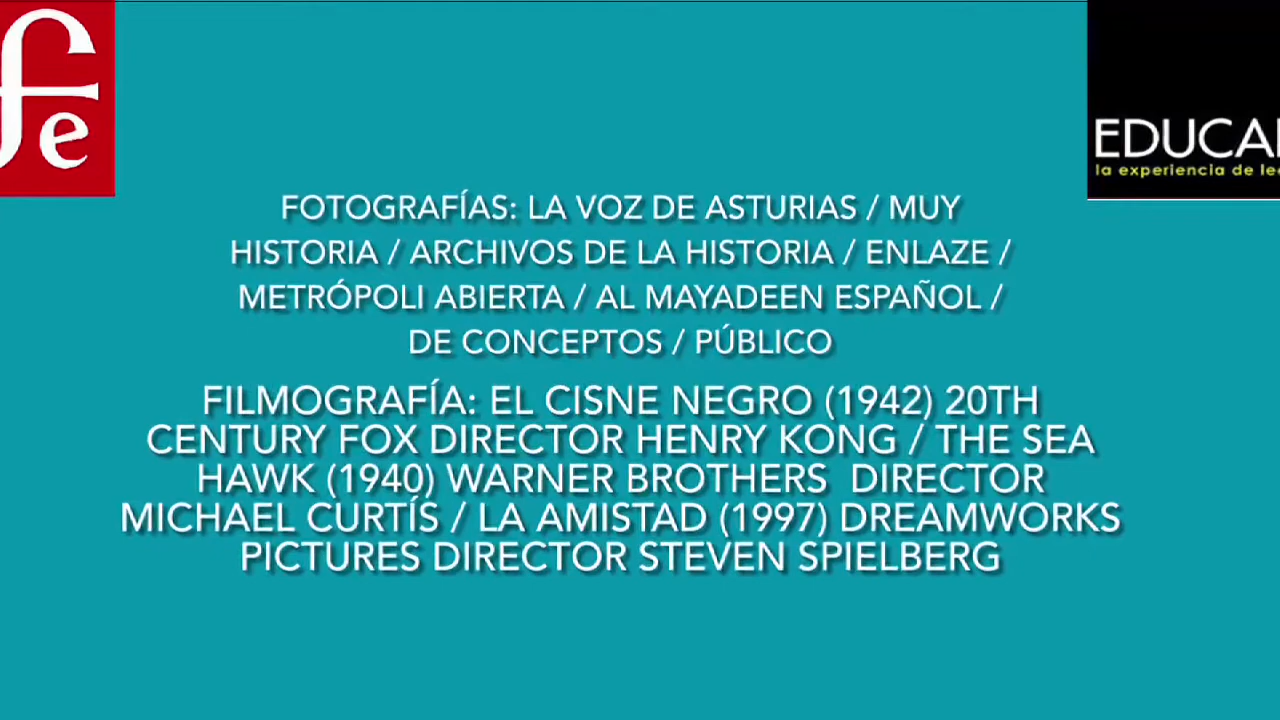 fe
EDUCA
la experiencia de le
FOTOGRAFÍAS: LA VOZ DE ASTURIAS / MUY
HISTORIA / ARCHIVOS DE LA HISTORIA / ENLAZE /
METRÓPOLI ABIERTA / AL MAYADEEN ESPAÑOL /
DE CONCEPTOS / PÚBLICO
FILMOGRAFÍA: EL CISNE NEGRO (1942) 20TH
CENTURY FOX DIRECTOR HENRY KONG / THE SEA
HAWK (1940) WARNER BROTHERS  DIRECTOR
MICHAEL CURTÍS / LA AMISTAD (1997) DREAMWORKS
PICTURES DIRECTOR STEVEN SPIELBERG